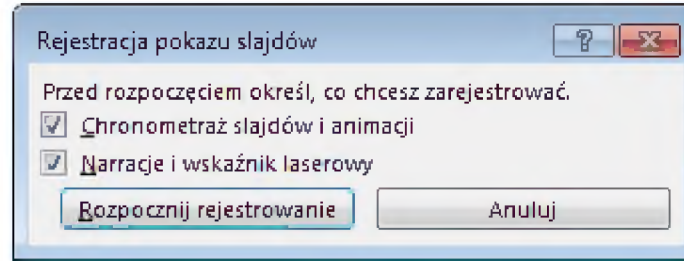 Rejestracja pokazu slajdów
Przed rozpoczęciem określ, co chcesz zarejestrować.
Chronometraż slajdów i animacji
Narracje i wskaźnik laserowy
Rozpocznij rejestrowanie Anuluj